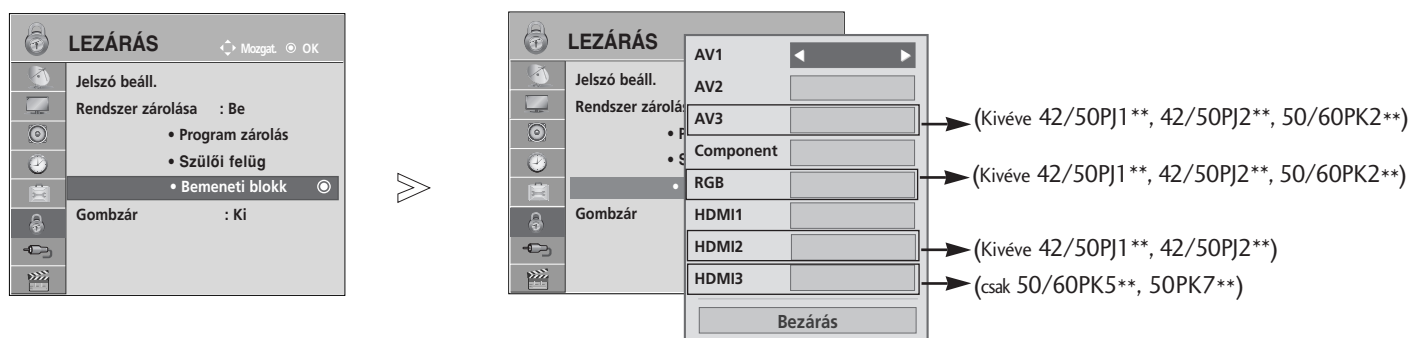 LEZÁRÁS
Mozgat. OK
Jelszó beáll.
Rendszer zárolása : Be
• Program zárolás
• Szülői felüg
• Bemeneti blokk
Gombzár : Ki
LEZÁRÁS
Jelszó beáll.
Rendszer zárolás
• P
• S
•
Gombzár
AV1
AV2
AV3
Component
RGB
HDMI1
HDMI2
HDMI3
Bezárás
(Kivéve 42/50PJ1**, 42/50PJ2**, 50/60PK2**)
(Kivéve 42/50PJ1**, 42/50PJ2**, 50/60PK2**)
(Kivéve 42/50PJ1**, 42/50PJ2**)
(csak 50/60PK5**, 50PK7**)